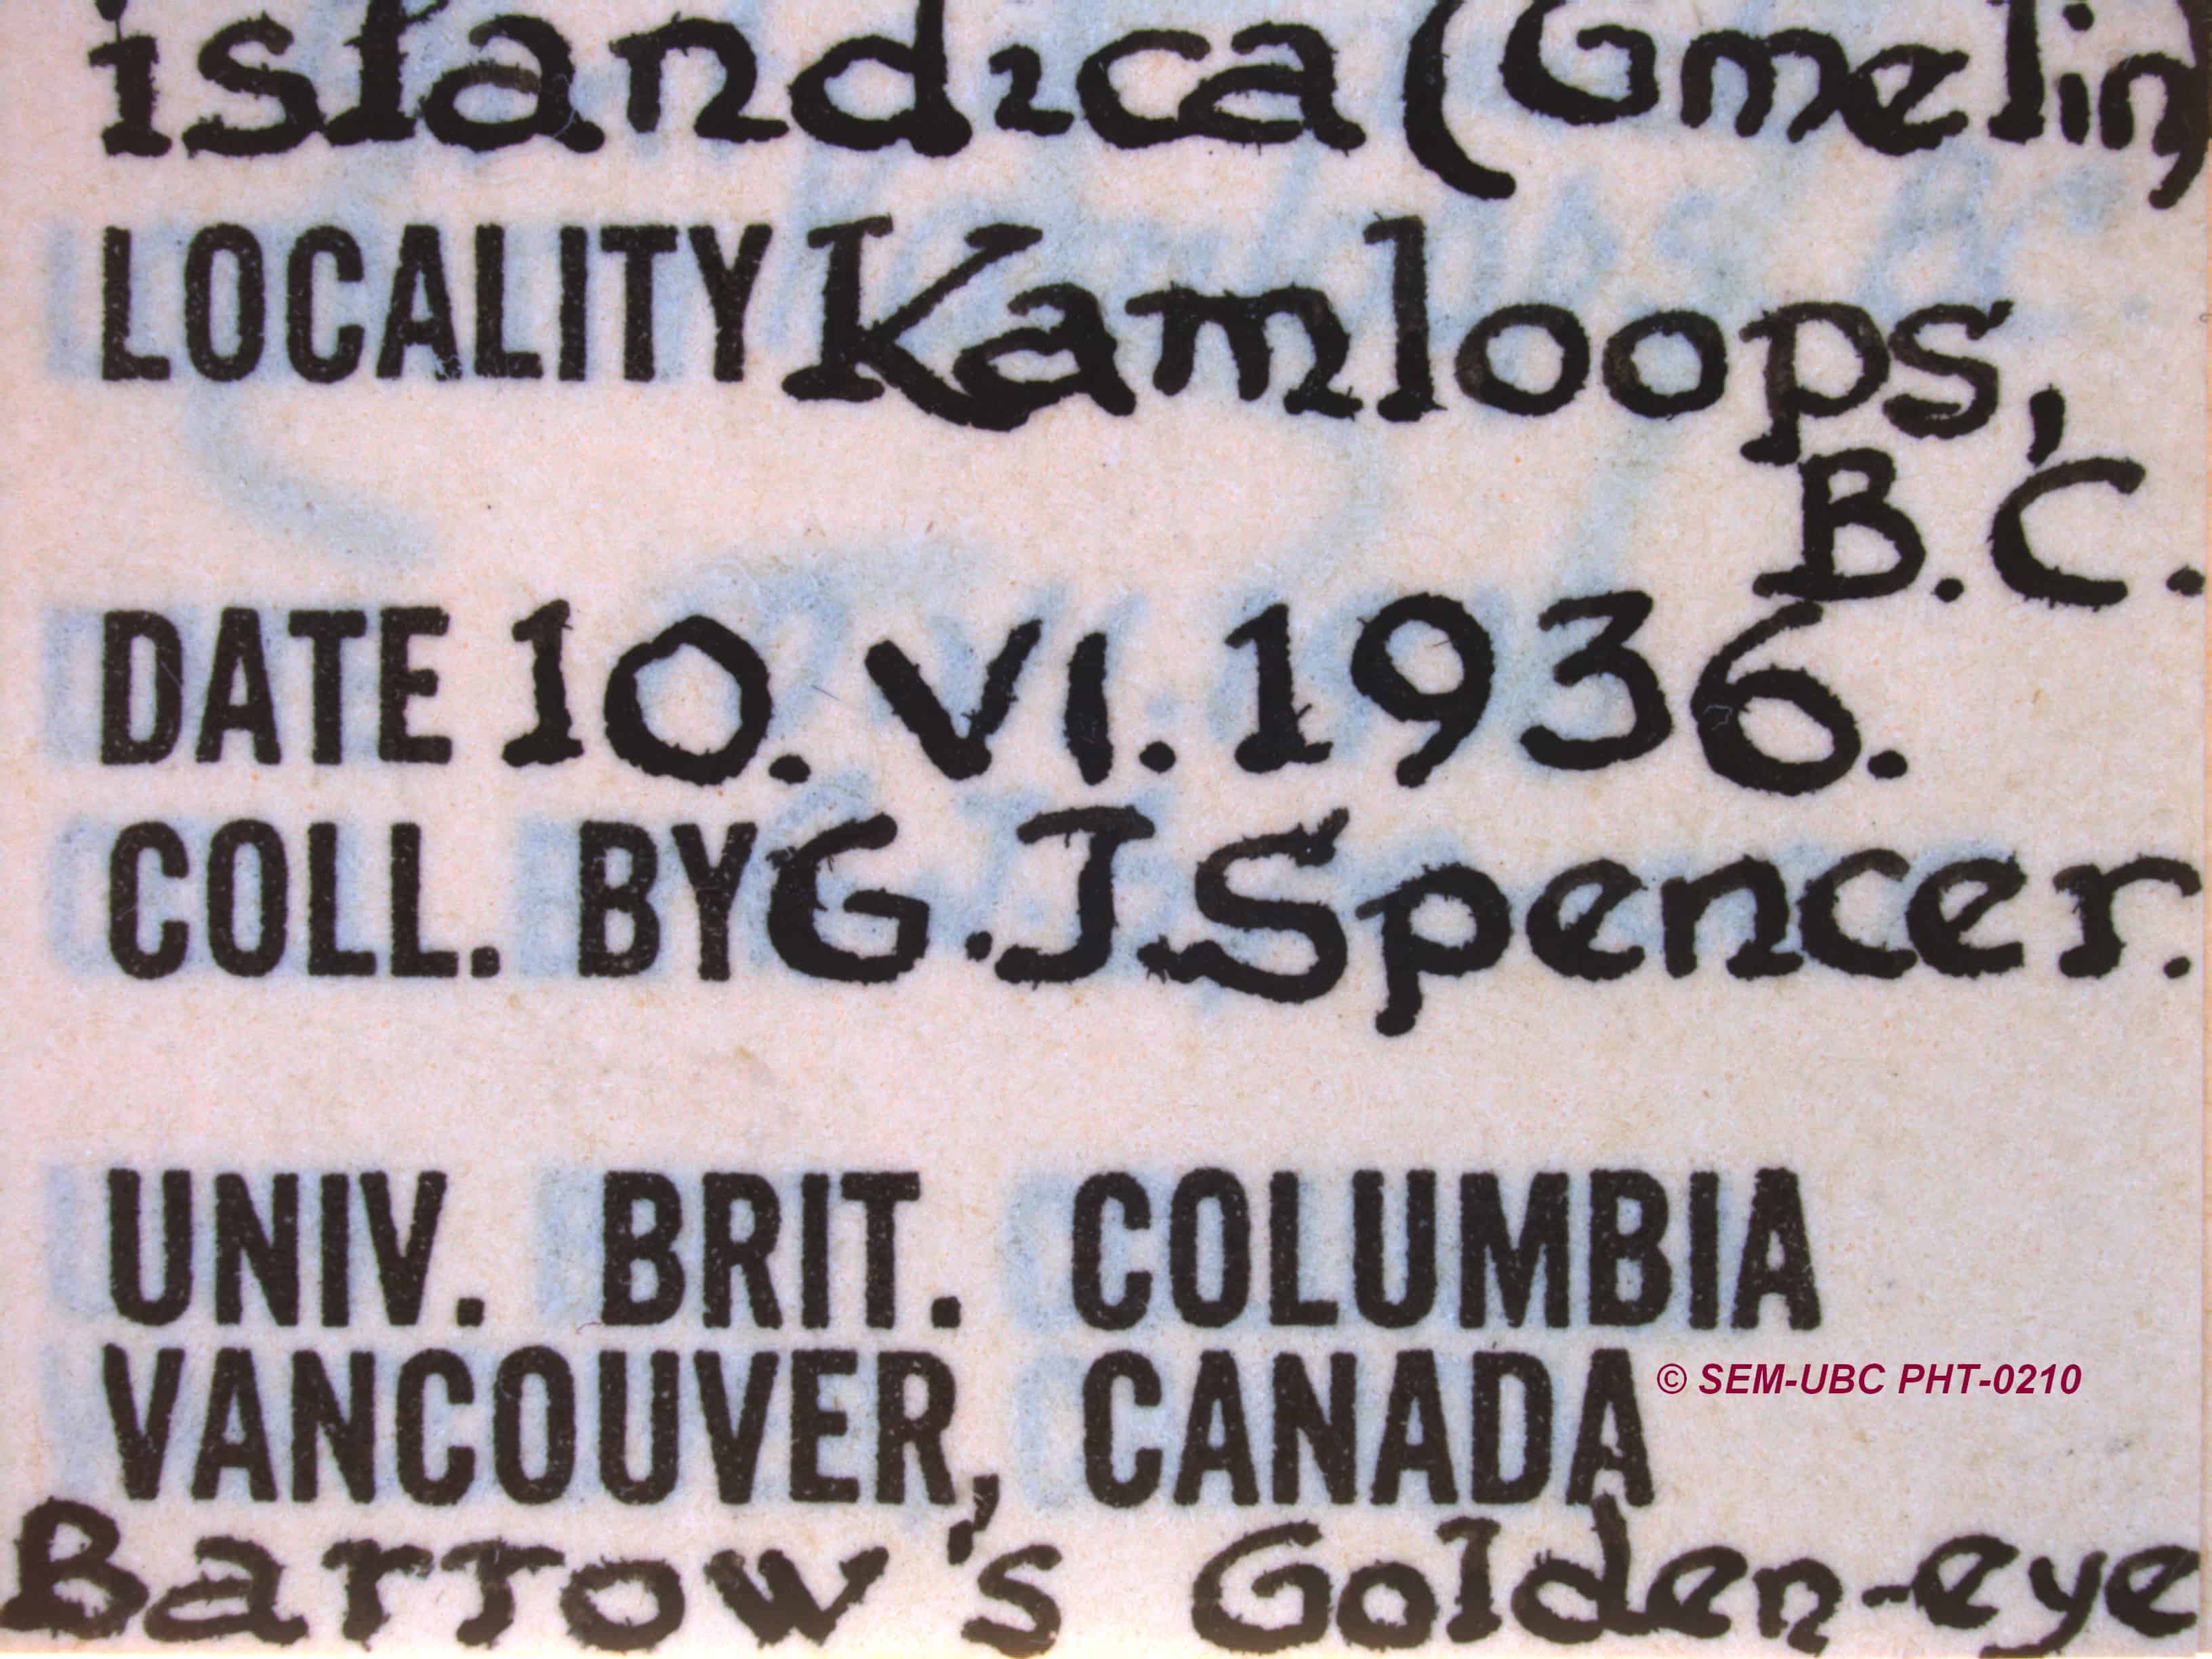 islandica (Gmelin)
LOCALITY Kamloops,
B.C.
DATE 10.VI.1936.
COLL. BY G.J.Spencer.
UNIV. BRIT. COLUMBIA
VANCOUVER, CANADA
© SEM-UBC PHT-0210
Barrow's Golden-eye